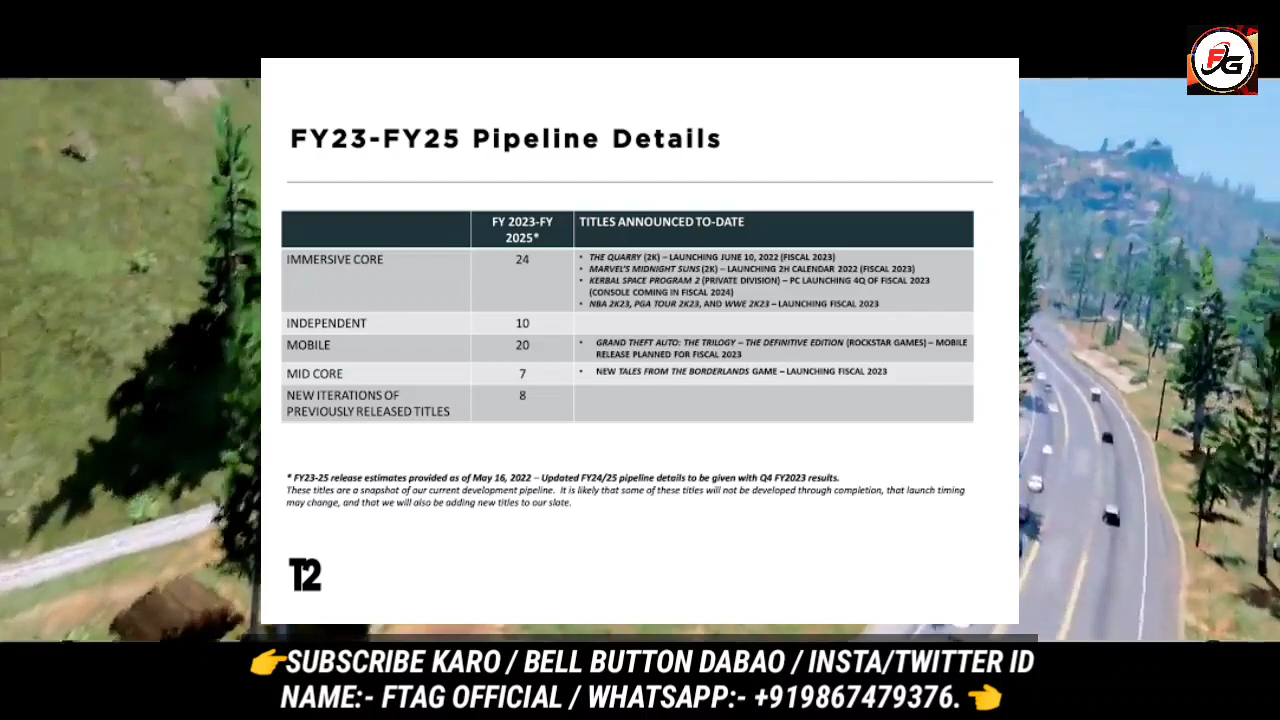 FG
FY23-FY25 Pipeline Details
FY 2023-FY
2025*
TITLES ANNOUNCED TO-DATE
IMMERSIVE CORE
24
• THE QUARRY (2K) – LAUNCHING JUNE 10, 2022 (FISCAL 2023)
• MARVEL'S MIDNIGHT SUNS (2K) – LAUNCHING 2H CALENDAR 2022 (FISCAL 2023)
• KERBAL SPACE PROGRAM 2 (PRIVATE DIVISION) – PC LAUNCHING 4Q OF FISCAL 2023
(CONSOLE COMING IN FISCAL 2024)
• NBA 2K23, PGA TOUR 2K23, AND WWE 2K23 – LAUNCHING FISCAL 2023
INDEPENDENT
10
MOBILE
20
• GRAND THEFT AUTO: THE TRILOGY – THE DEFINITIVE EDITION (ROCKSTAR GAMES) – MOBILE
RELEASE PLANNED FOR FISCAL 2023
MID CORE
7
• NEW TALES FROM THE BORDERLANDS GAME – LAUNCHING FISCAL 2023
NEW ITERATIONS OF
PREVIOUSLY RELEASED TITLES
8
* FY23-25 release estimates provided as of May 16, 2022 – Updated FY24/25 pipeline details to be given with Q4 FY2023 results.
These titles are a snapshot of our current development pipeline. It is likely that some of these titles will not be developed through completion, that launch timing
may change, and that we will also be adding new titles to our slate.
T2
👉SUBSCRIBE KARO / BELL BUTTON DABAO / INSTA/TWITTER ID
NAME:- FTAG OFFICIAL / WHATSAPP:- +919867479376. 👈